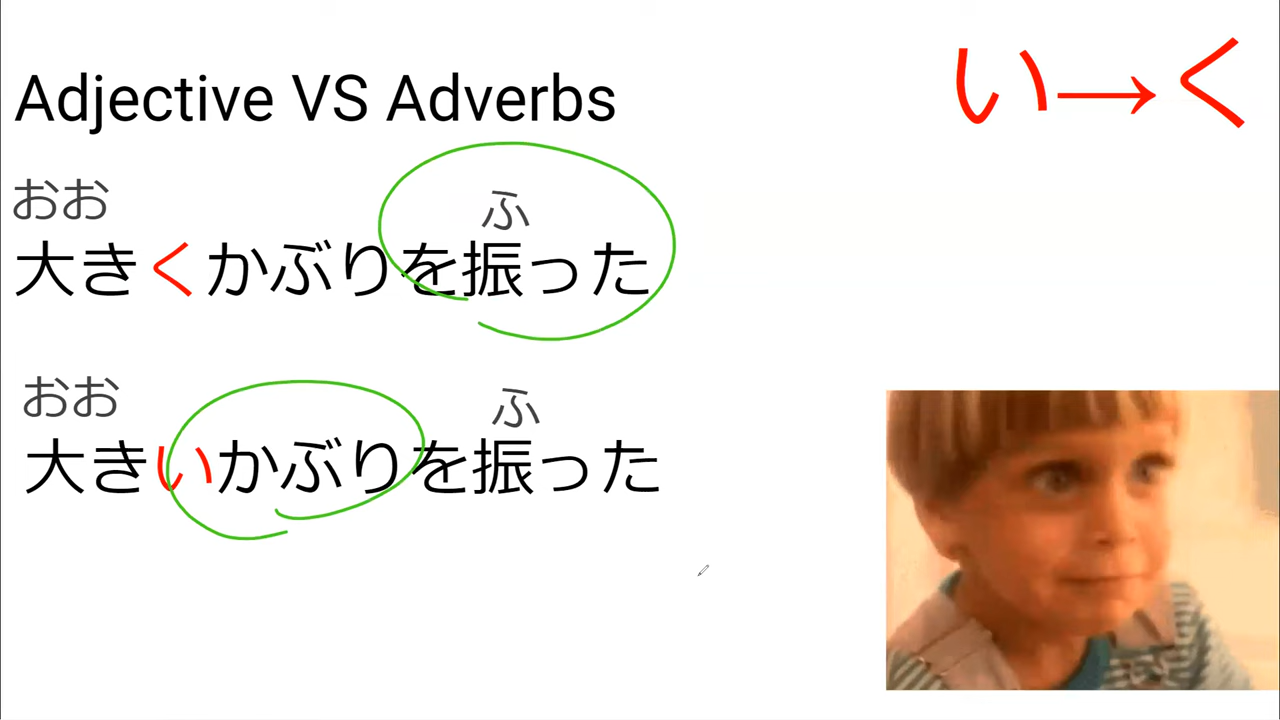 い→く
Adjective VS Adverbs
おお
ふ
大きくかぶりを振った
おお
ふ
大きいかぶりを振った